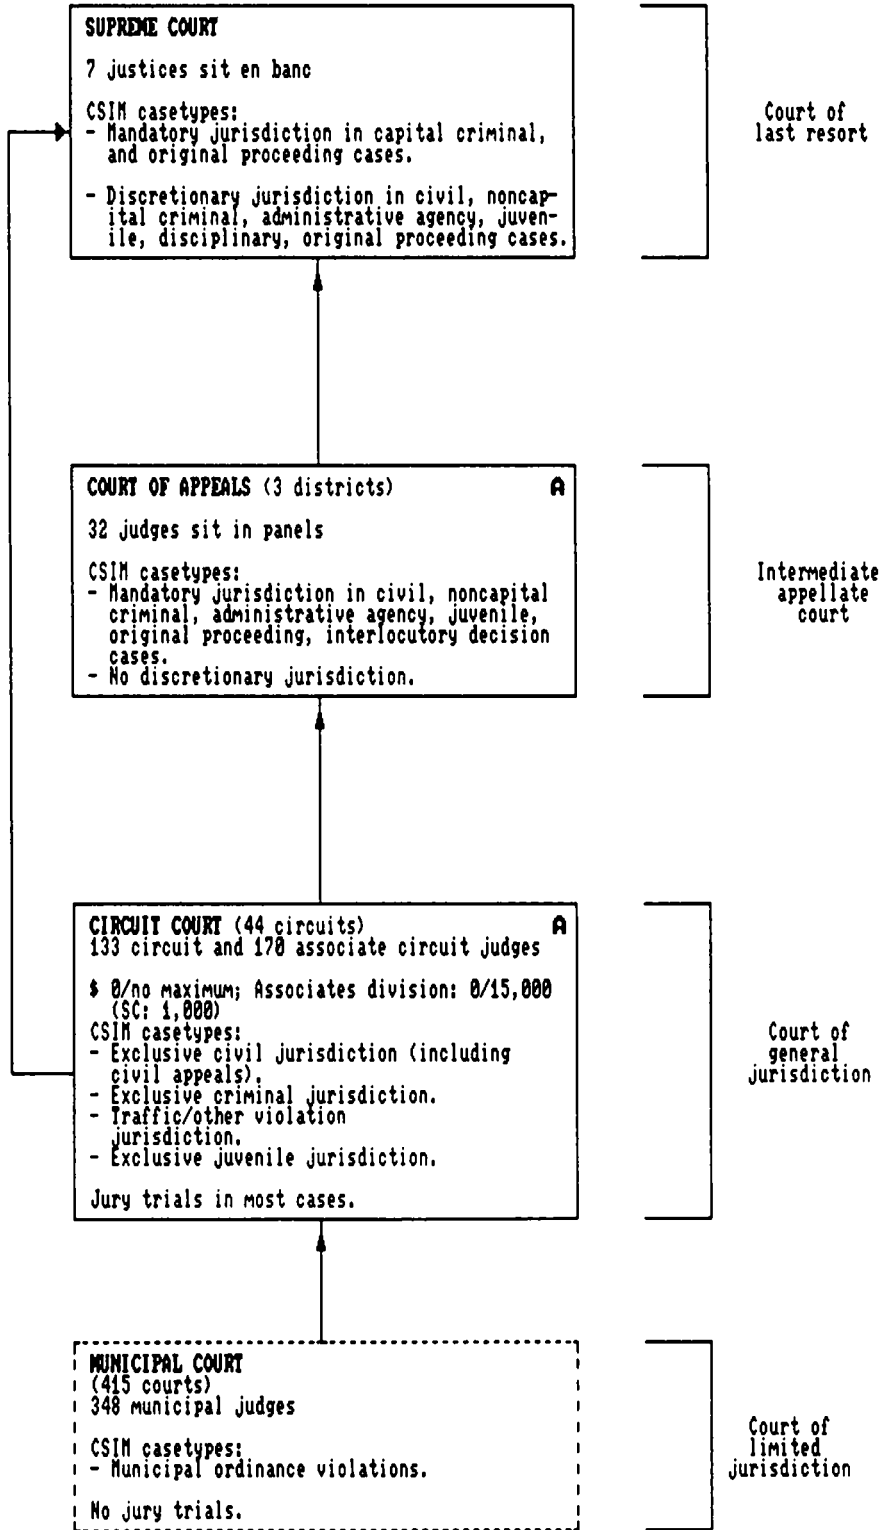 SUPREME COURT
7 justices sit en banc
CSIM casetypes:
- Mandatory jurisdiction in capital criminal,
and original proceeding cases.
- Discretionary jurisdiction in civil, noncap-
ital criminal, administrative agency, juven-
ile, disciplinary, original proceeding cases.
Court of
last resort
COURT OF APPEALS (3 districts) A
32 judges sit in panels
CSIM casetypes:
- Mandatory jurisdiction in civil, noncapital
criminal, administrative agency, juvenile,
original proceeding, interlocutory decision
cases.
- No discretionary jurisdiction.
Intermediate
appellate
court
CIRCUIT COURT (44 circuits) A
133 circuit and 170 associate circuit judges
$ 0/no maximum; Associates division: 0/15,000
(SC: 1,000)
CSIM casetypes:
- Exclusive civil jurisdiction (including
civil appeals).
- Exclusive criminal jurisdiction.
- Traffic/other violation
jurisdiction.
- Exclusive juvenile jurisdiction.
Jury trials in most cases.
Court of
general
jurisdiction
MUNICIPAL COURT
(415 courts)
348 municipal judges
CSIM casetypes:
- Municipal ordinance violations.
No jury trials.
Court of
limited
jurisdiction